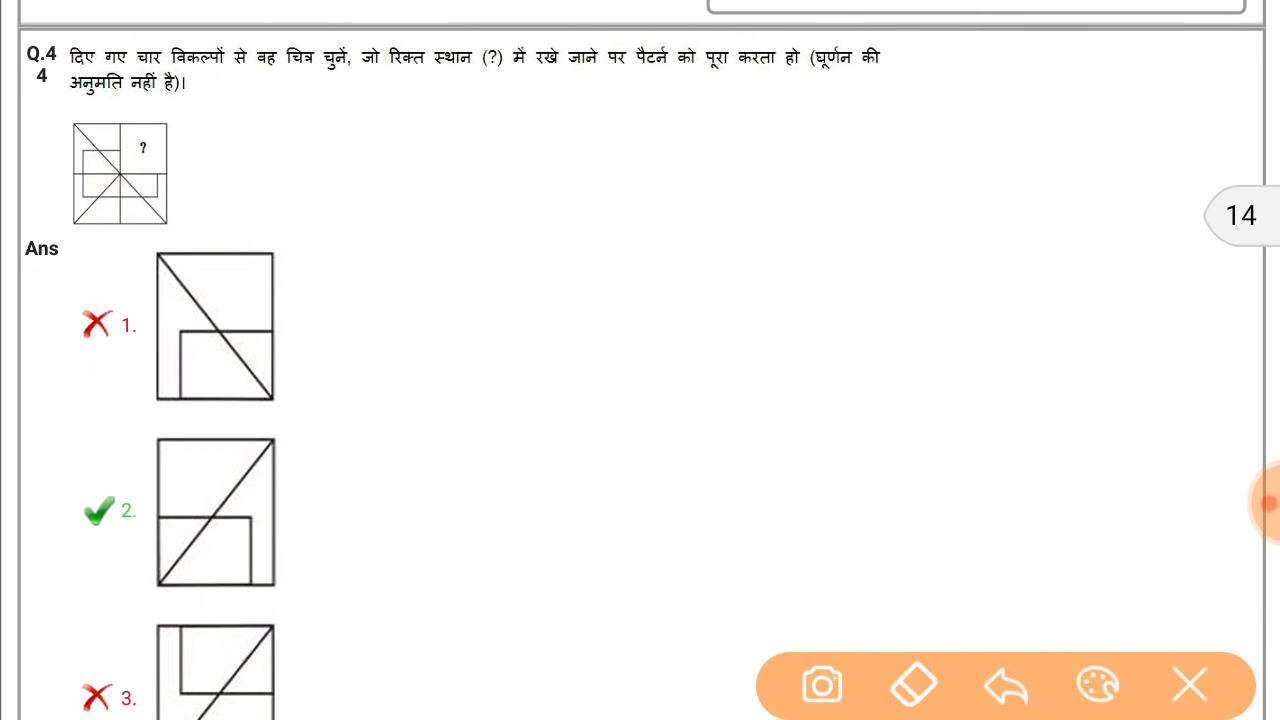 Q.4 दिए गए चार विकल्पों से वह चित्र चुनें, जो रिक्त स्थान (?) में रखे जाने पर पैटर्न को पूरा करता हो (घूर्णन की
4 अनुमति नहीं है)।
?
14
Ans
1.
2.
3.